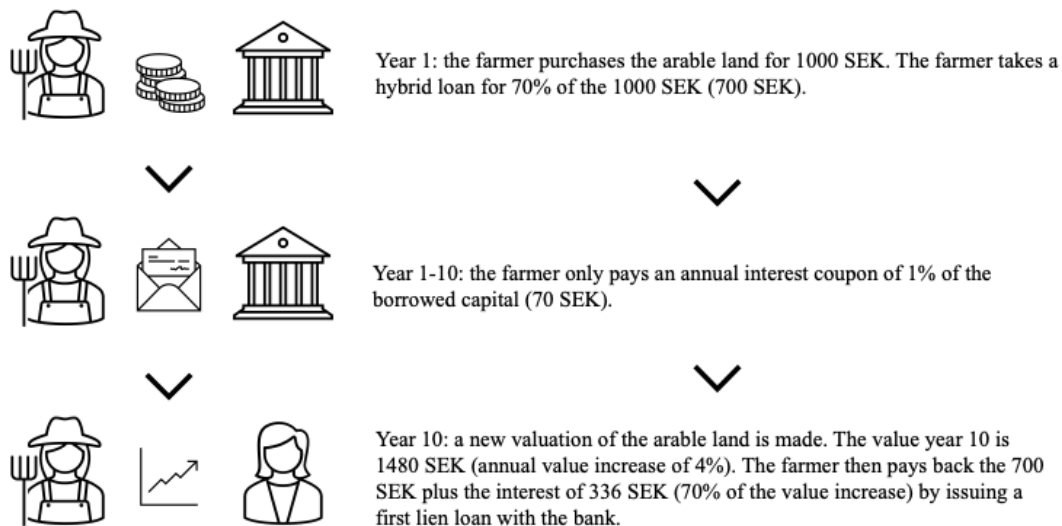 Year 1: the farmer purchases the arable land for 1000 SEK. The farmer takes a
hybrid loan for 70% of the 1000 SEK (700 SEK).
Year 1-10: the farmer only pays an annual interest coupon of 1% of the
borrowed capital (70 SEK).
Year 10: a new valuation of the arable land is made. The value year 10 is
1480 SEK (annual value increase of 4%). The farmer then pays back the 700
SEK plus the interest of 336 SEK (70% of the value increase) by issuing a
first lien loan with the bank.